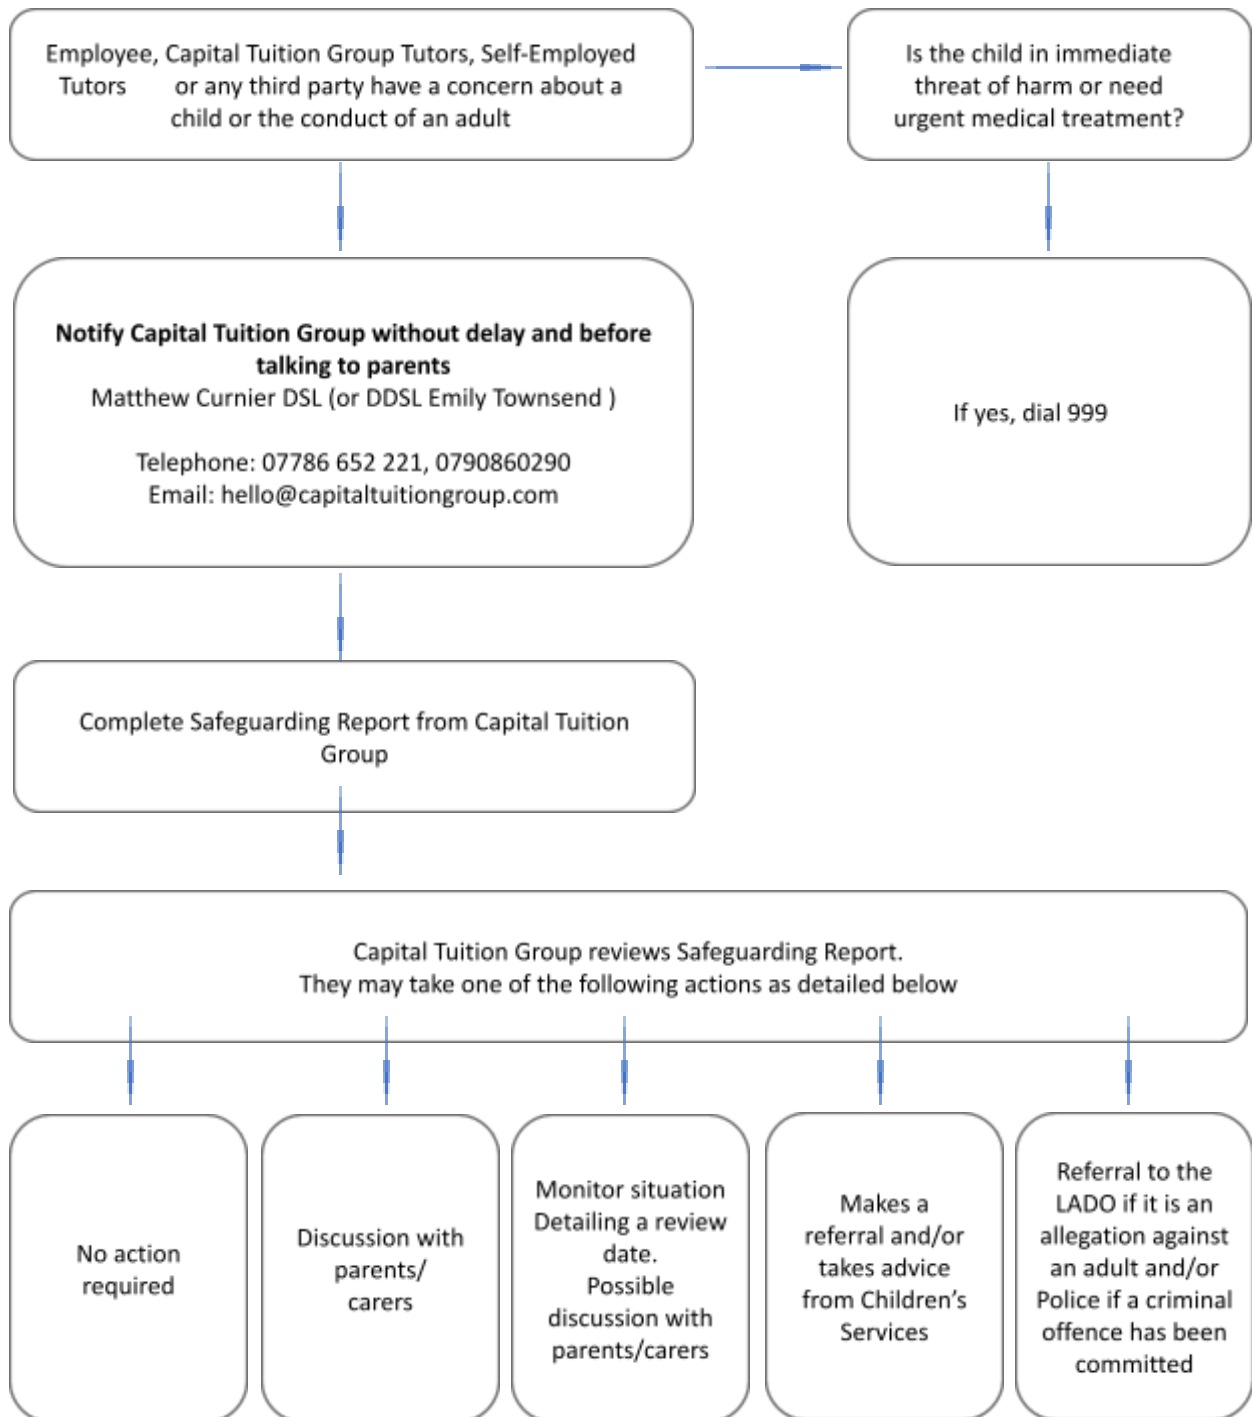 Employee, Capital Tuition Group Tutors, Self-Employed
Tutors or any third party have a concern about a
child or the conduct of an adult
Is the child in immediate
threat of harm or need
urgent medical treatment?
Notify Capital Tuition Group without delay and before
talking to parents
Matthew Curnier DSL (or DDSL Emily Townsend )
Telephone: 07786 652 221, 0790860290
Email: hello@capitaltuitiongroup.com
If yes, dial 999
Complete Safeguarding Report from Capital Tuition
Group
Capital Tuition Group reviews Safeguarding Report.
They may take one of the following actions as detailed below
No action
required
Discussion with
parents/
carers
Monitor situation
Detailing a review
date.
Possible
discussion with
parents/carers
Makes a
referral and/or
takes advice
from Children’s
Services
Referral to the
LADO if it is an
allegation against
an adult and/or
Police if a criminal
offence has been
committed